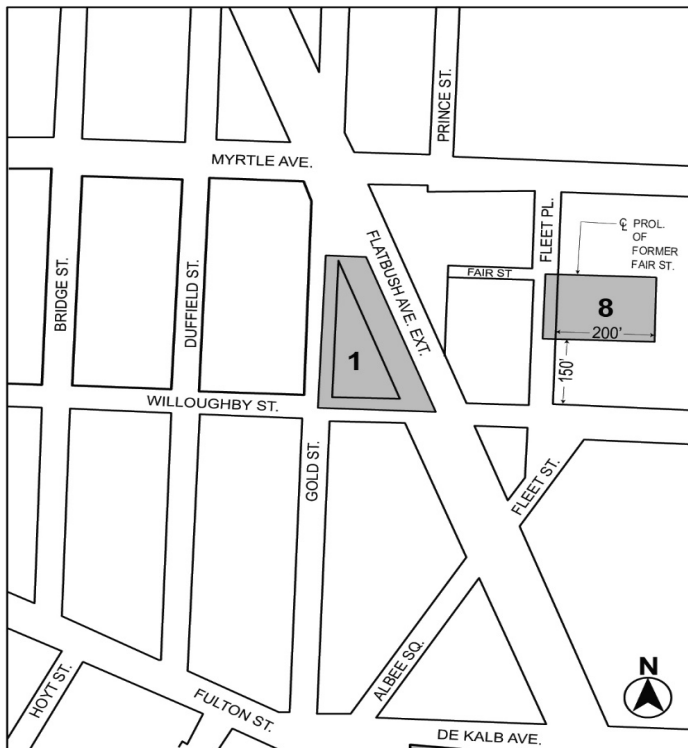 PRINCE ST.
MYRTLE AVE.
FLEET PL.
℄ PROL.
OF
FORMER
FAIR ST.
FLATBUSH AVE. EXT.
FAIR ST
BRIDGE ST.
DUFFIELD ST.
8
200'
1
150'
WILLOUGHBY ST.
GOLD ST.
FLEET ST.
ALBEE SQ.
N
HOYT ST.
FULTON ST.
DE KALB AVE.